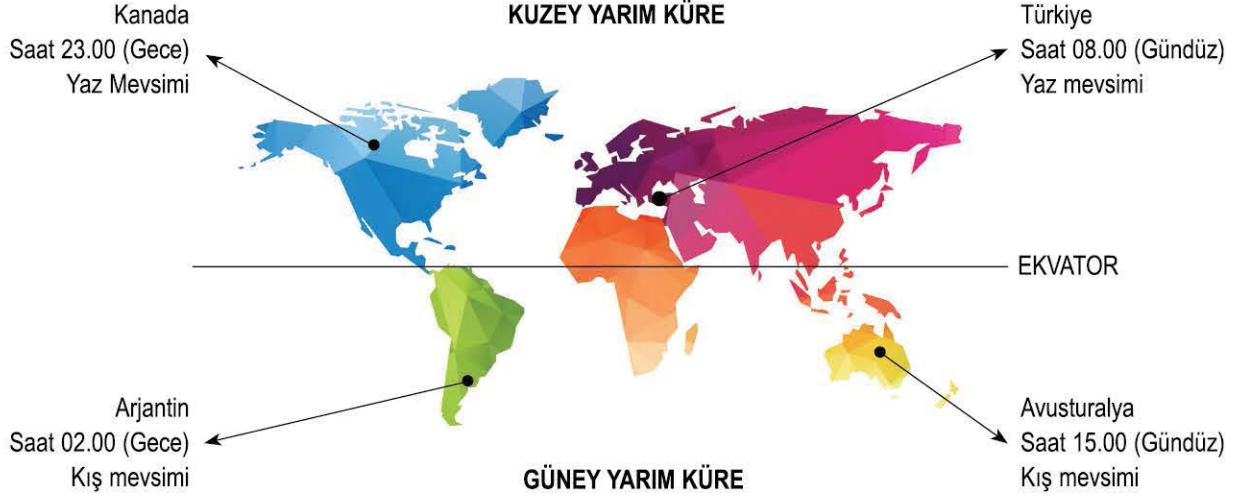 KUZEY YARIM KÜRE
Kanada
Saat 23.00 (Gece)
Yaz Mevsimi
Türkiye
Saat 08.00 (Gündüz)
Yaz mevsimi
EKVATOR
Arjantin
Saat 02.00 (Gece)
Kış mevsimi
Avusturalya
Saat 15.00 (Gündüz)
Kış mevsimi
GÜNEY YARIM KÜRE